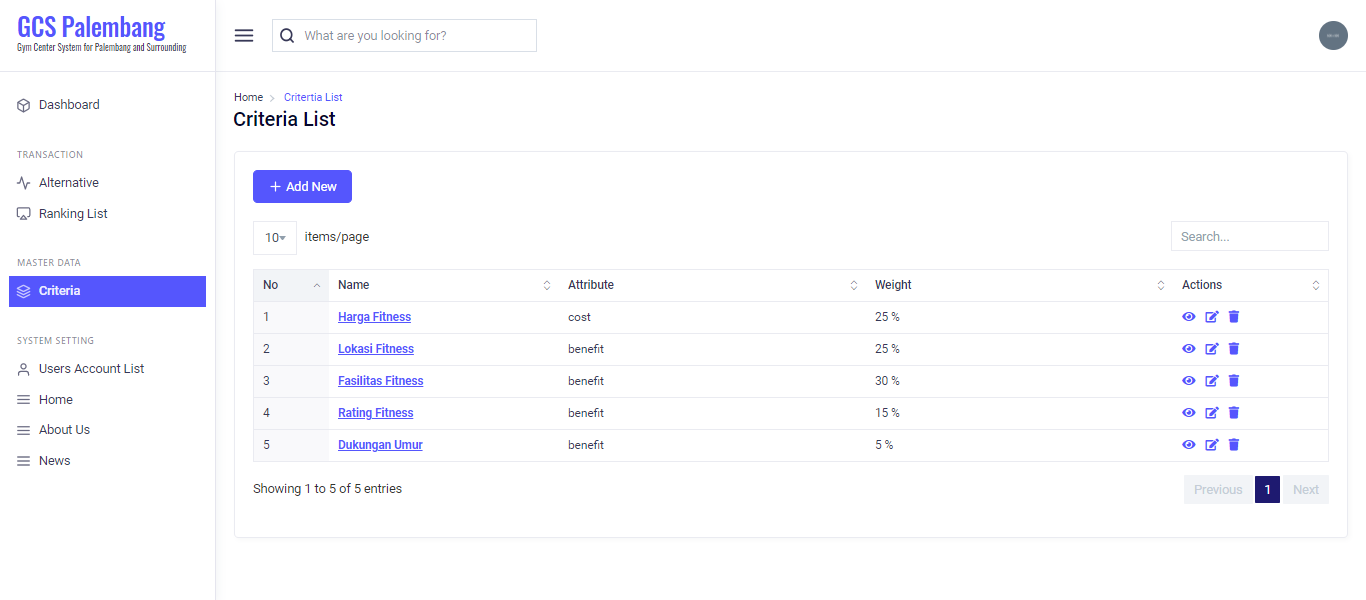 GCS Palembang
Gym Center System for Palembang and Surrounding
What are you looking for?
Dashboard
TRANSACTION
Alternative
Ranking List
MASTER DATA
Criteria
SYSTEM SETTING
Users Account List
Home
About Us
News
Home > Critertia List
Criteria List
+ Add New
10 items/page
Search...
No Name Attribute Weight Actions
1 Harga Fitness cost 25 %
2 Lokasi Fitness benefit 25 %
3 Fasilitas Fitness benefit 30 %
4 Rating Fitness benefit 15 %
5 Dukungan Umur benefit 5 %
Showing 1 to 5 of 5 entries
Previous 1 Next